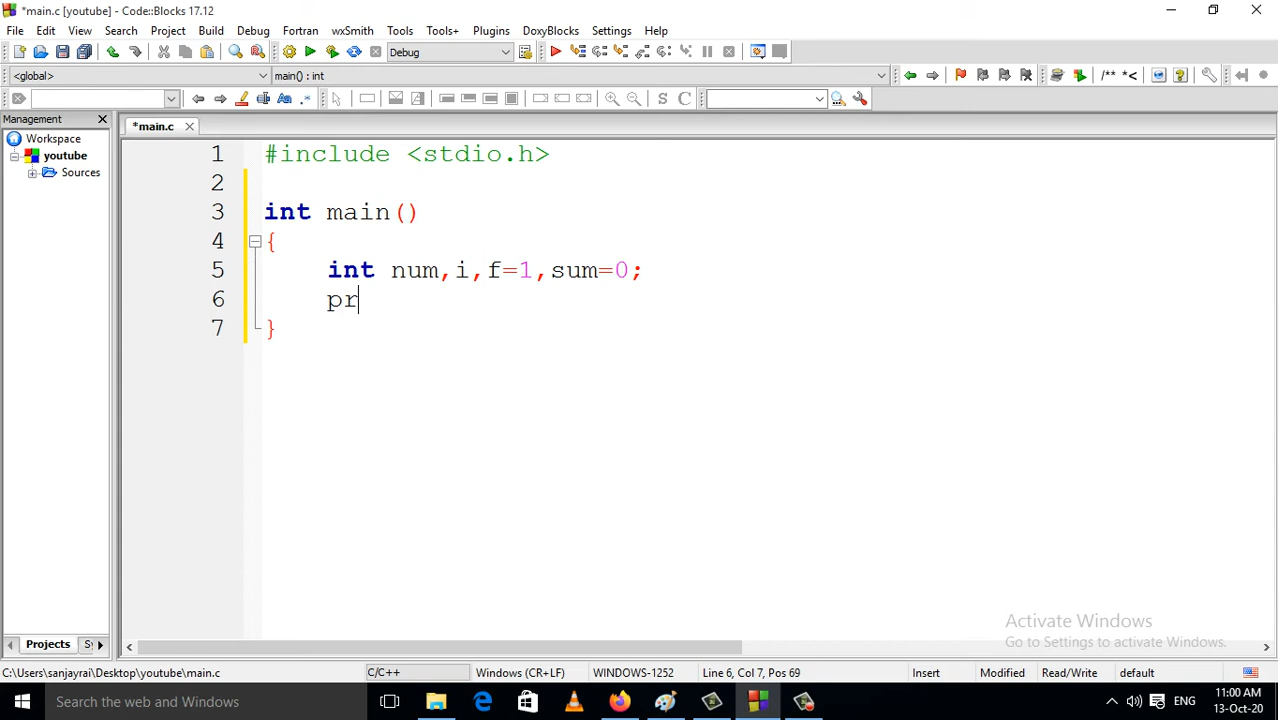 *main.c [youtube] - Code::Blocks 17.12
File Edit View Search Project Build Debug Fortran wxSmith Tools Tools+ Plugins DoxyBlocks Settings Help
Debug
<global> main() : int
/** *<
Aa .* S C
Management *main.c
Workspace
youtube
Sources
1 #include <stdio.h>
2
3 int main()
4 {
5 int num,i,f=1,sum=0;
6 pr
7 }
Activate Windows
Go to Settings to activate Windows.
Projects Sy
C:\Users\sanjayrai\Desktop\youtube\main.c C/C++ Windows (CR+LF) WINDOWS-1252 Line 6, Col 7, Pos 69 Insert Modified Read/Write default
Search the web and Windows ENG 11:00 AM
13-Oct-20